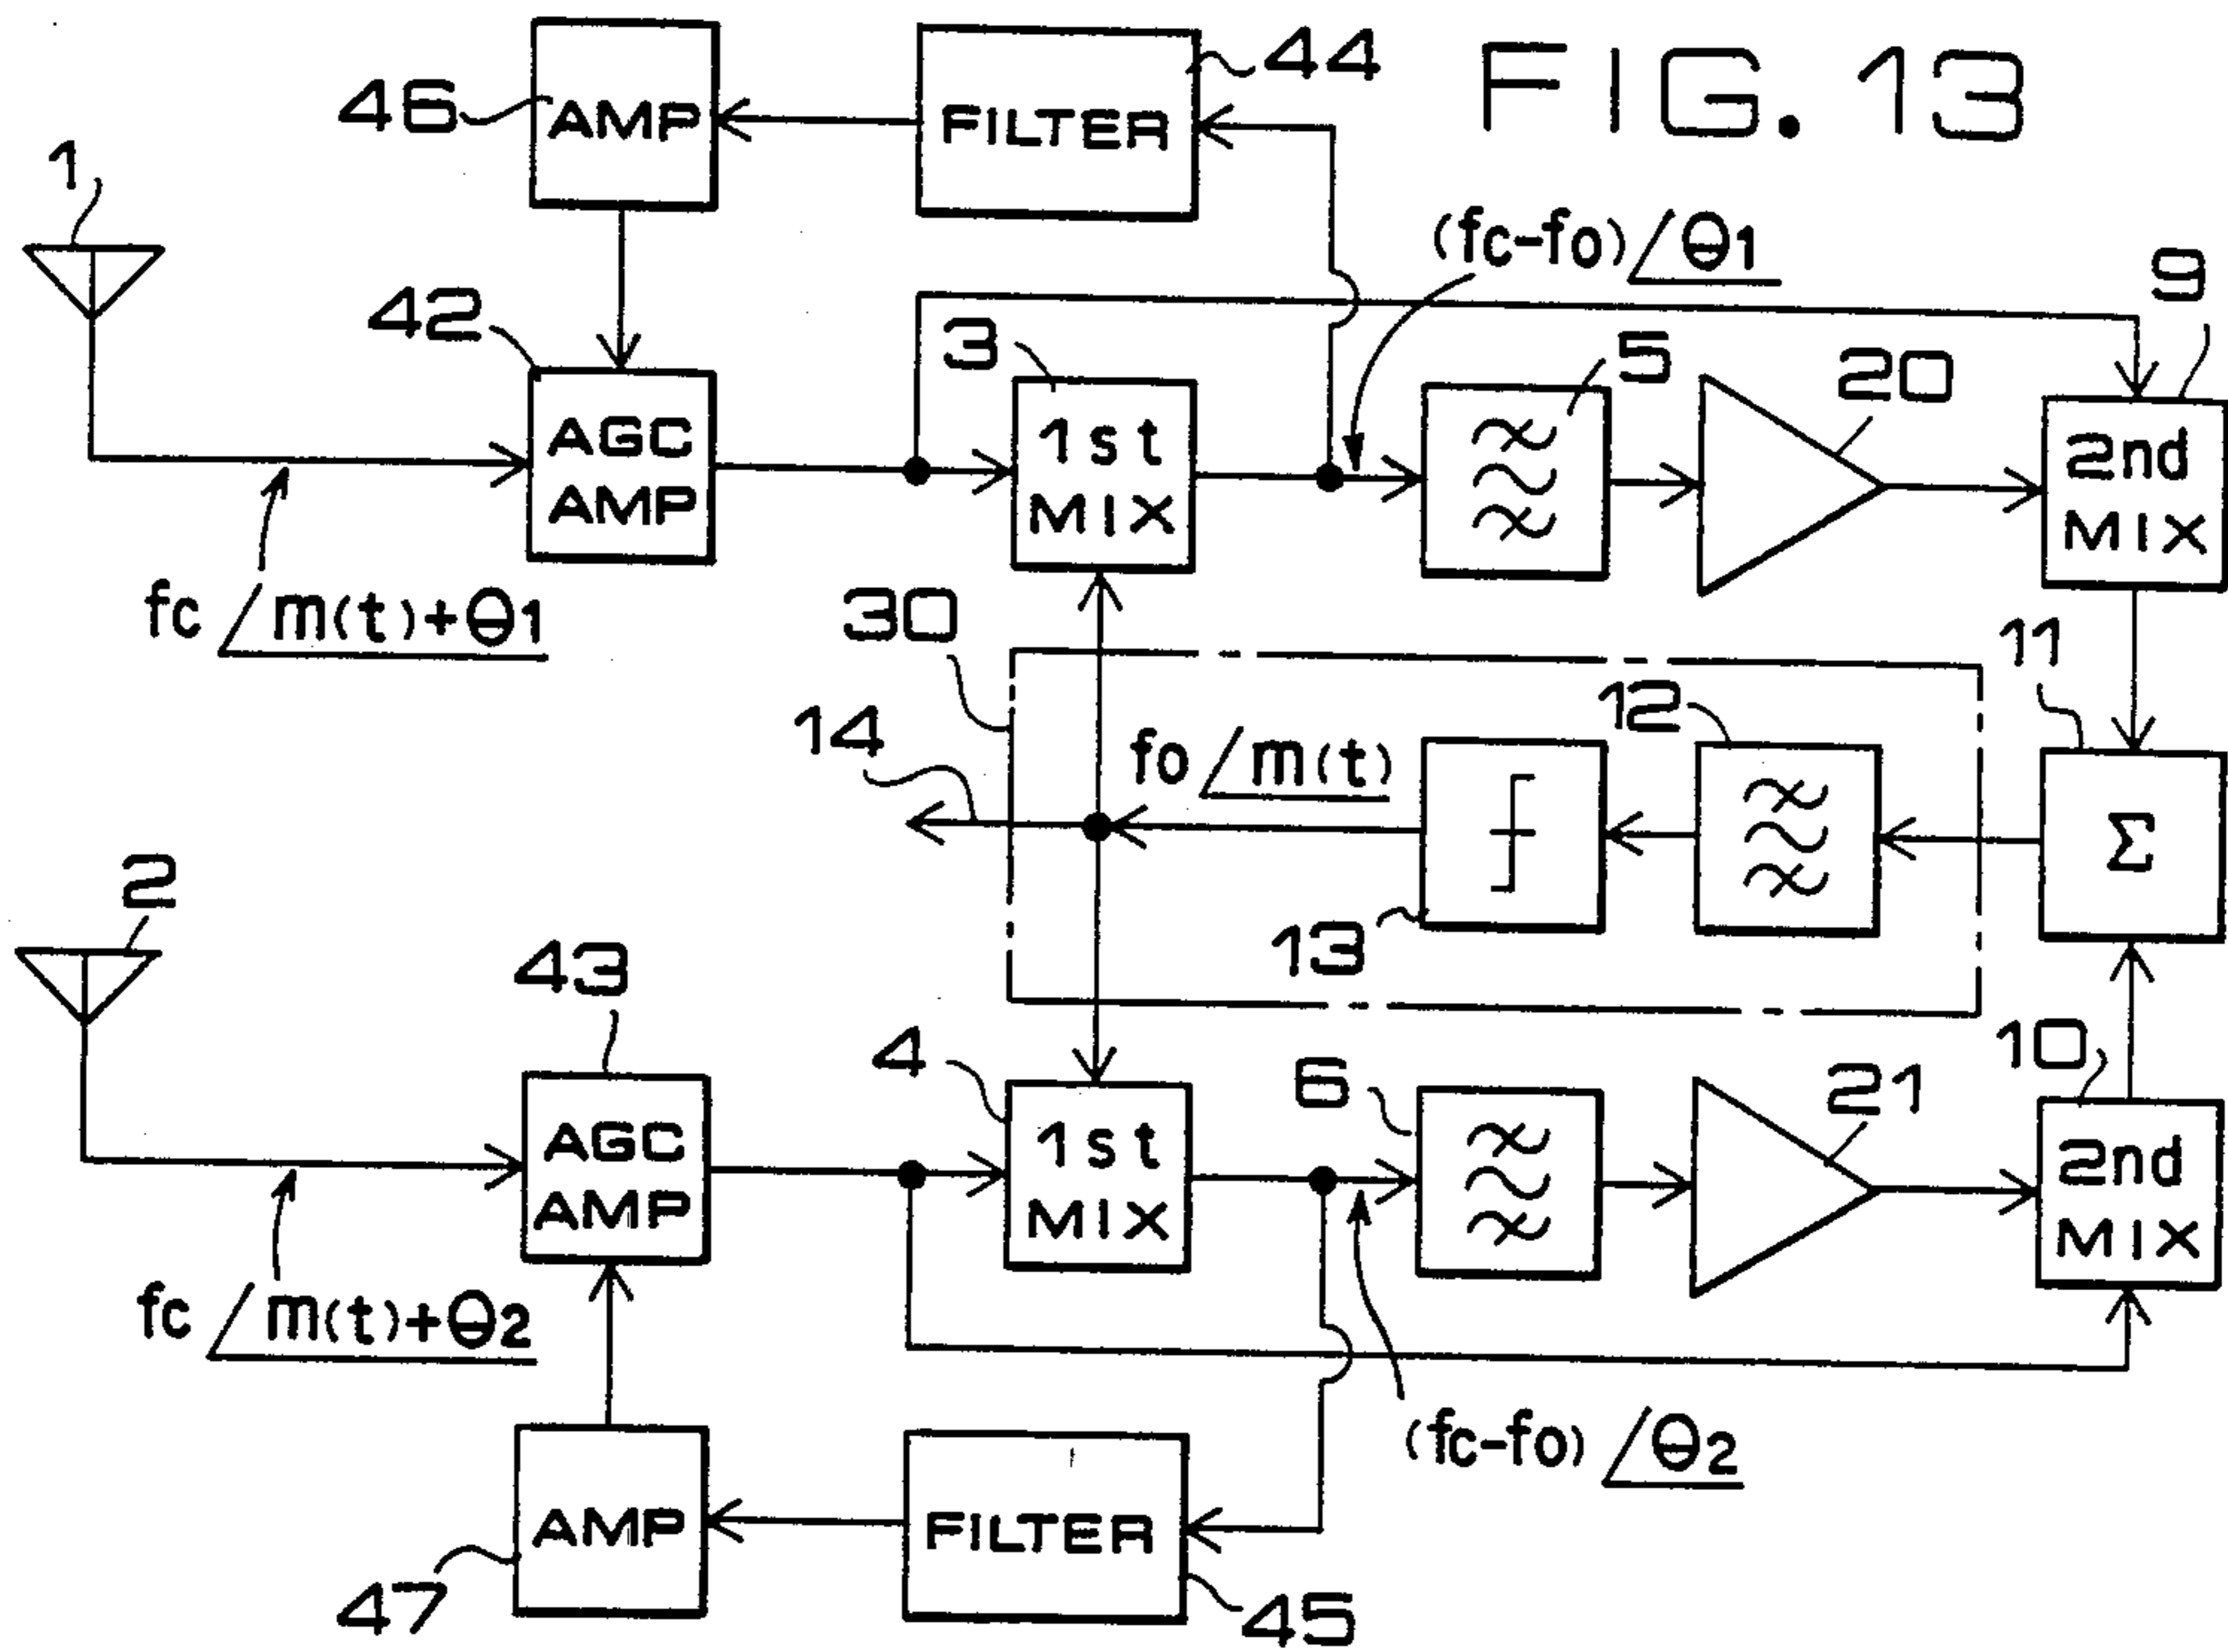 FIG. 13
46
AMP
FILTER
44
1
(fc-fo)/θ1
9
42
3
5
20
AGC
AMP
1st
MIX
2nd
MIX
fc/m(t)+θ1
30
11
14
fo/m(t)
12
Σ
13
2
43
4
6
21
10
AGC
AMP
1st
MIX
2nd
MIX
fc/m(t)+θ2
(fc-fo)/θ2
AMP
FILTER
47
45